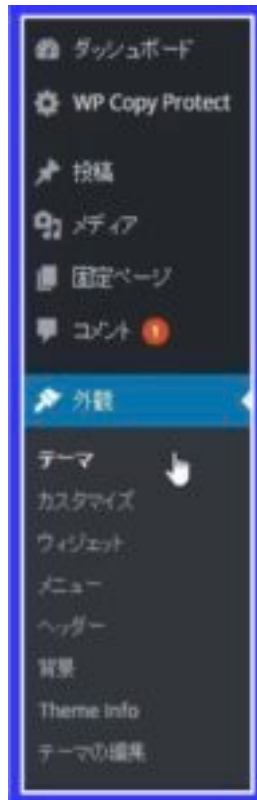 ダッシュボード
WP Copy Protect
投稿
メディア
固定ページ
コメント 1
外観
テーマ
カスタマイズ
ウィジェット
メニュー
ヘッダー
背景
Theme Info
テーマの編集